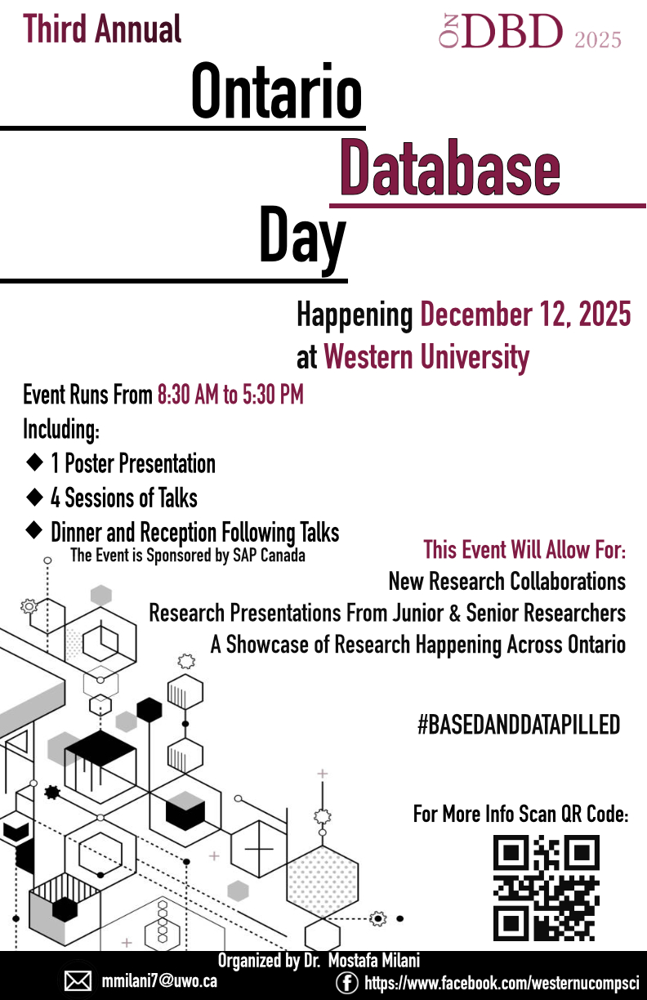 Third Annual
ON DBD 2025
Ontario
Database
Day
Happening December 12, 2025
at Western University
Event Runs From 8:30 AM to 5:30 PM
Including:
1 Poster Presentation
4 Sessions of Talks
Dinner and Reception Following Talks
The Event is Sponsored by SAP Canada
This Event Will Allow For:
New Research Collaborations
Research Presentations From Junior & Senior Researchers
A Showcase of Research Happening Across Ontario
#BASEDANDDATAPILLED
For More Info Scan QR Code:
Organized by Dr. Mostafa Milani
mmilani7@uwo.ca
https://www.facebook.com/westernucompsci